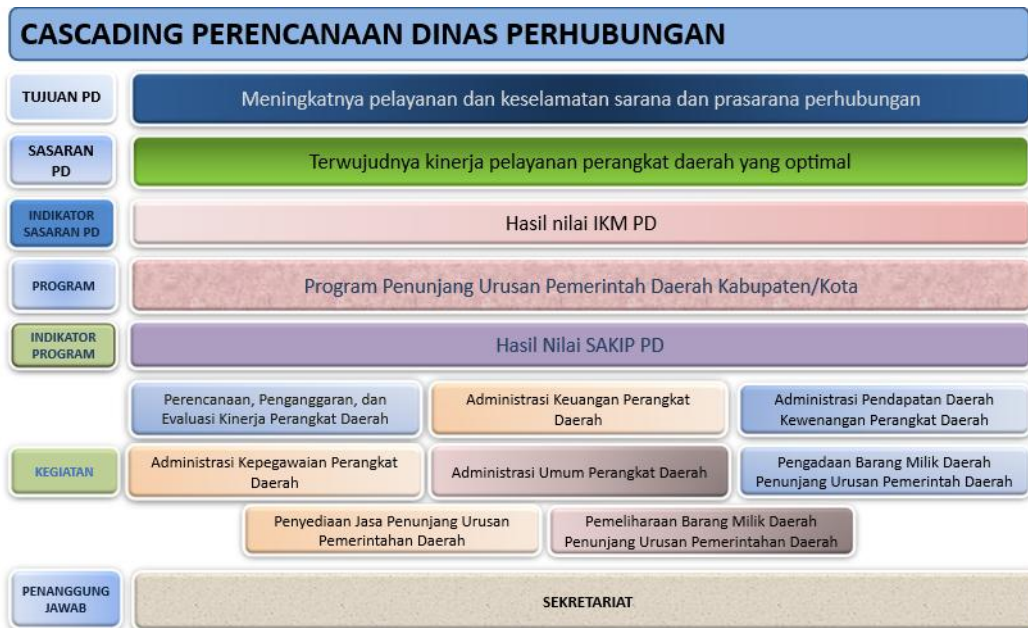 CASCADING PERENCANAAN DINAS PERHUBUNGAN
TUJUAN PD
Meningkatnya pelayanan dan keselamatan sarana dan prasarana perhubungan
SASARAN
PD
Terwujudnya kinerja pelayanan perangkat daerah yang optimal
INDIKATOR
SASARAN PD
Hasil nilai IKM PD
PROGRAM
Program Penunjang Urusan Pemerintah Daerah Kabupaten/Kota
INDIKATOR
PROGRAM
Hasil Nilai SAKIP PD
Perencanaan, Penganggaran, dan
Evaluasi Kinerja Perangkat Daerah
Administrasi Keuangan Perangkat
Daerah
Administrasi Pendapatan Daerah
Kewenangan Perangkat Daerah
KEGIATAN
Administrasi Kepegawaian Perangkat
Daerah
Administrasi Umum Perangkat Daerah
Pengadaan Barang Milik Daerah
Penunjang Urusan Pemerintah Daerah
Penyediaan Jasa Penunjang Urusan
Pemerintahan Daerah
Pemeliharaan Barang Milik Daerah
Penunjang Urusan Pemerintahan Daerah
PENANGGUNG
JAWAB
SEKRETARIAT